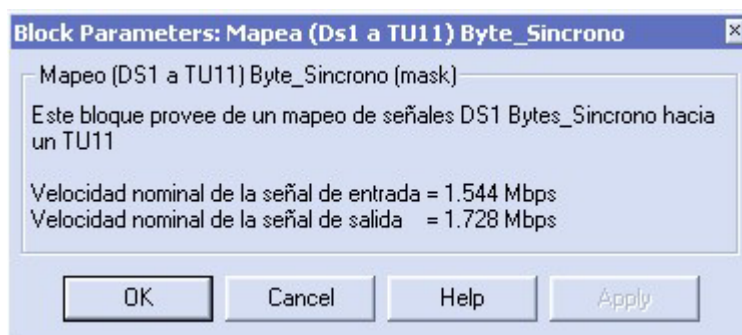 Block Parameters: Mapea (Ds1 a TU11) Byte_Sincrono
Mapeo (DS1 a TU11) Byte_Sincrono (mask)
Este bloque provee de un mapeo de señales DS1 Bytes_Sincrono hacia
un TU11
Velocidad nominal de la señal de entrada = 1.544 Mbps
Velocidad nominal de la señal de salida = 1.728 Mbps
OK Cancel Help Apply